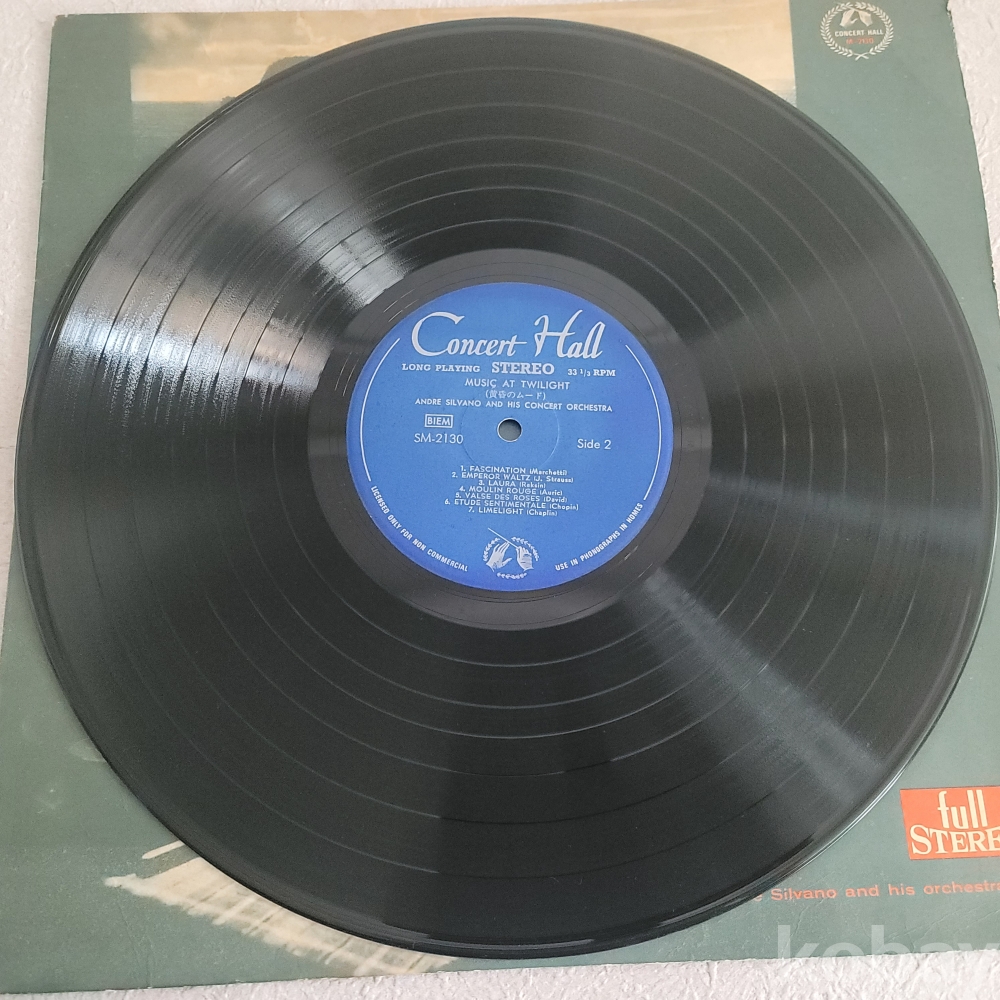 CONCERT HALL
SM 2130
Concert Hall
LONG PLAYING STEREO 33 1/3 RPM
MUSIC AT TWILIGHT
(黄昏のムード)
ANDRE SILVANO AND HIS CONCERT ORCHESTRA
BIEM
SM-2130 Side 2
1. FASCINATION (Marchetti)
2. EMPEROR WALTZ (J. Strauss)
3. LAURA (Raksin)
4. MOULIN ROUGE (Auric)
5. VALSE DES ROSES (David)
6. ETUDE SENTIMENTALE (Chopin)
7. LIMELIGHT (Chaplin)
LICENSED ONLY FOR NON COMMERCIAL
USE IN PHONOGRAPHS IN HOMES
full
STERE
e Silvano and his orchestra
kobay